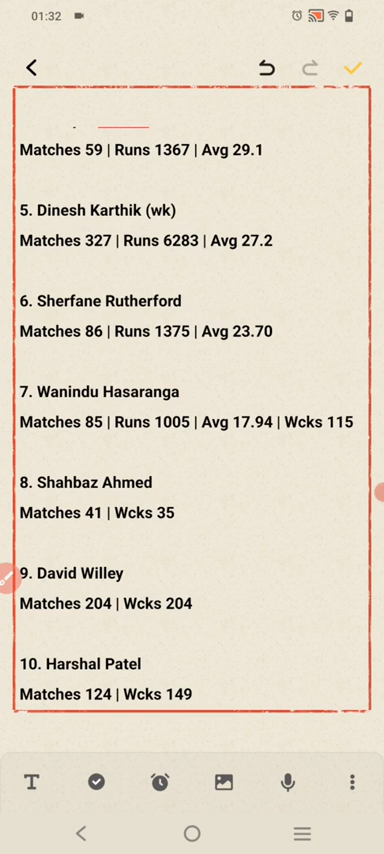 01:32
Matches 59 | Runs 1367 | Avg 29.1
5. Dinesh Karthik (wk)
Matches 327 | Runs 6283 | Avg 27.2
6. Sherfane Rutherford
Matches 86 | Runs 1375 | Avg 23.70
7. Wanindu Hasaranga
Matches 85 | Runs 1005 | Avg 17.94 | Wcks 115
8. Shahbaz Ahmed
Matches 41 | Wcks 35
9. David Willey
Matches 204 | Wcks 204
10. Harshal Patel
Matches 124 | Wcks 149
T